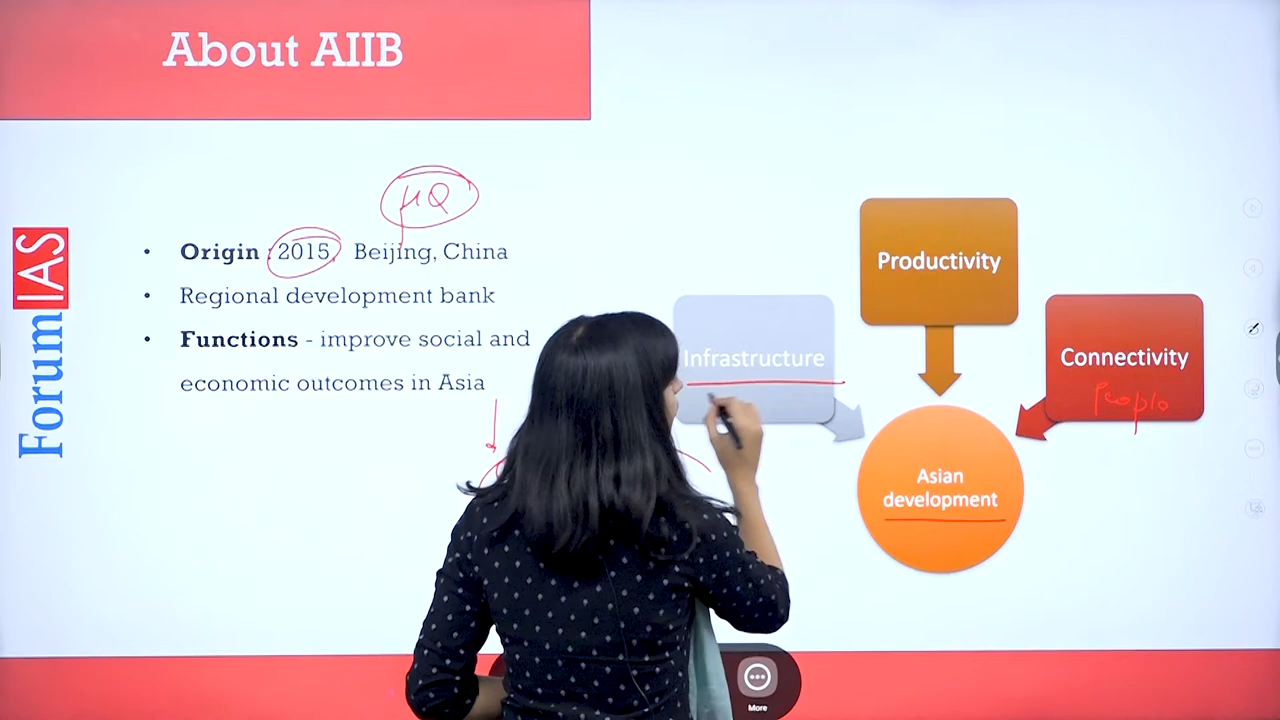 About AIIB
HQ
• Origin : 2015, Beijing, China
• Regional development bank
• Functions - improve social and
economic outcomes in Asia
ForumIAS
Productivity
Infrastructure
Connectivity
People
Asian
development
More